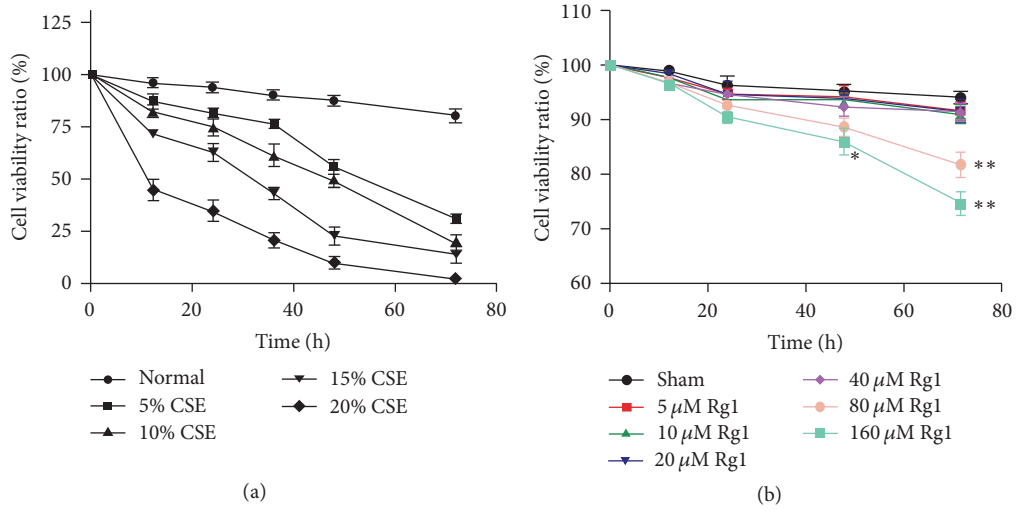 125
100
75
50
25
0
Cell viability ratio (%)
0
20
40
60
80
Time (h)
Normal
5% CSE
10% CSE
15% CSE
20% CSE
(a)
110
100
90
80
70
60
Cell viability ratio (%)
*
**
**
0
20
40
60
80
Time (h)
Sham
5 μM Rg1
10 μM Rg1
20 μM Rg1
40 μM Rg1
80 μM Rg1
160 μM Rg1
(b)